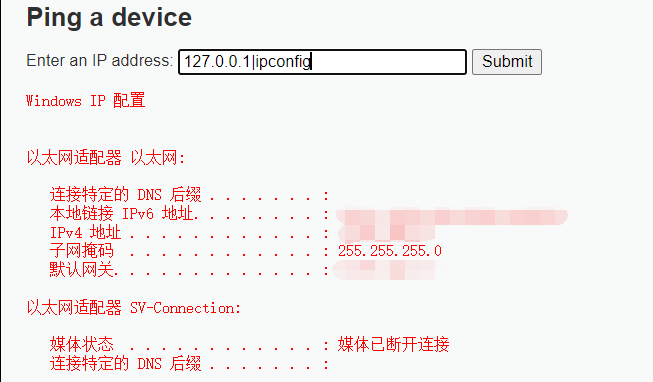 Ping a device
Enter an IP address: 127.0.0.1|ipconfig Submit
Windows IP 配置
以太网适配器 以太网:
连接特定的 DNS 后缀 . . . . . . . :
本地链接 IPv6 地址. . . . . . . . :
IPv4 地址 . . . . . . . . . . . . :
子网掩码 . . . . . . . . . . . . : 255.255.255.0
默认网关. . . . . . . . . . . . . :
以太网适配器 SV-Connection:
媒体状态 . . . . . . . . . . . . : 媒体已断开连接
连接特定的 DNS 后缀 . . . . . . . :